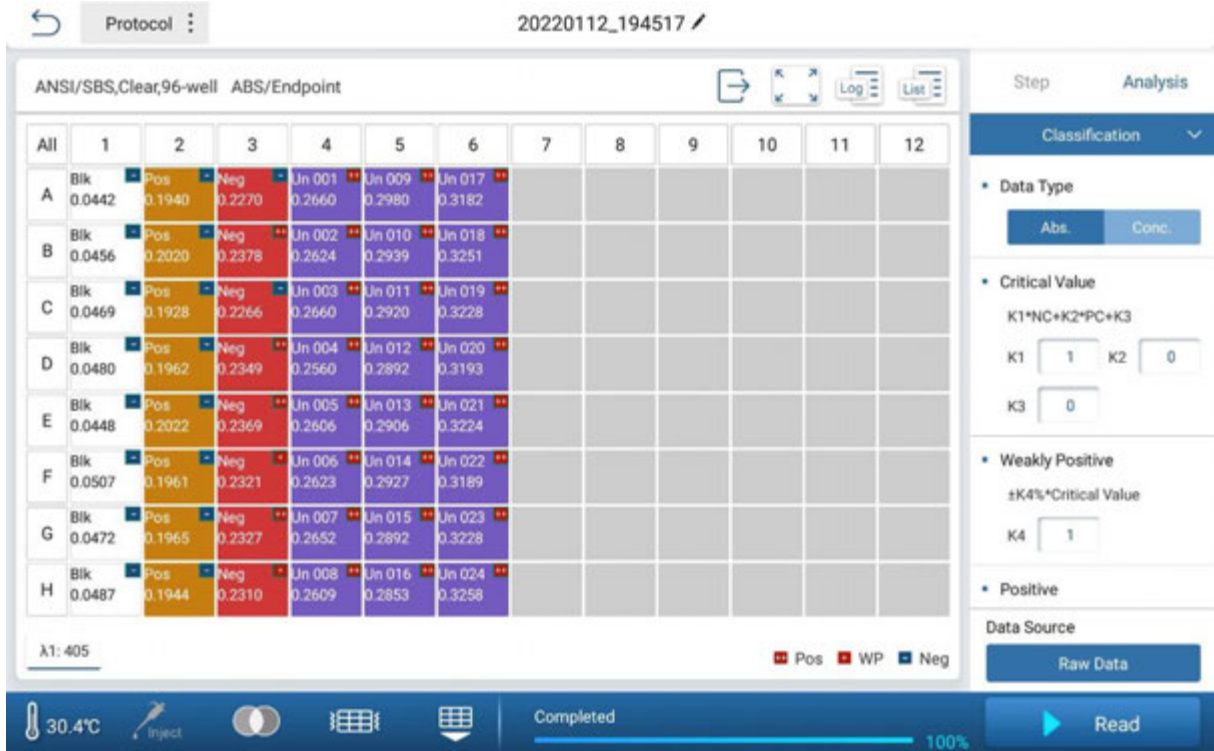 Protocol
20220112_194517
ANSI/SBS,Clear,96-well ABS/Endpoint
Log
List
Step Analysis
Classification
All 1 2 3 4 5 6 7 8 9 10 11 12
A
Blk - Pos - Neg - Un 001 ++ Un 009 ++ Un 017 ++
0.0442 0.1940 0.2270 0.2660 0.2980 0.3182
B
Blk - Pos - Neg ++ Un 002 ++ Un 010 ++ Un 018 ++
0.0456 0.2020 0.2378 0.2624 0.2939 0.3251
C
Blk - Pos - Neg - Un 003 ++ Un 011 ++ Un 019 ++
0.0469 0.1928 0.2266 0.2660 0.2920 0.3228
D
Blk - Pos - Neg ++ Un 004 ++ Un 012 ++ Un 020 ++
0.0480 0.1962 0.2349 0.2560 0.2892 0.3193
E
Blk - Pos - Neg ++ Un 005 ++ Un 013 ++ Un 021 ++
0.0448 0.2022 0.2369 0.2606 0.2906 0.3224
F
Blk - Pos - Neg + Un 006 ++ Un 014 ++ Un 022 ++
0.0507 0.1961 0.2321 0.2623 0.2927 0.3189
G
Blk - Pos - Neg ++ Un 007 ++ Un 015 ++ Un 023 ++
0.0472 0.1965 0.2327 0.2652 0.2892 0.3228
H
Blk - Pos - Neg + Un 008 ++ Un 016 ++ Un 024 ++
0.0487 0.1944 0.2310 0.2609 0.2853 0.3258
λ1: 405
++ Pos + WP - Neg
• Data Type
Abs. Conc.
• Critical Value
K1*NC+K2*PC+K3
K1 1 K2 0
K3 0
• Weakly Positive
±K4%*Critical Value
K4 1
• Positive
Data Source
Raw Data
30.4℃
Inject
Completed
100%
Read